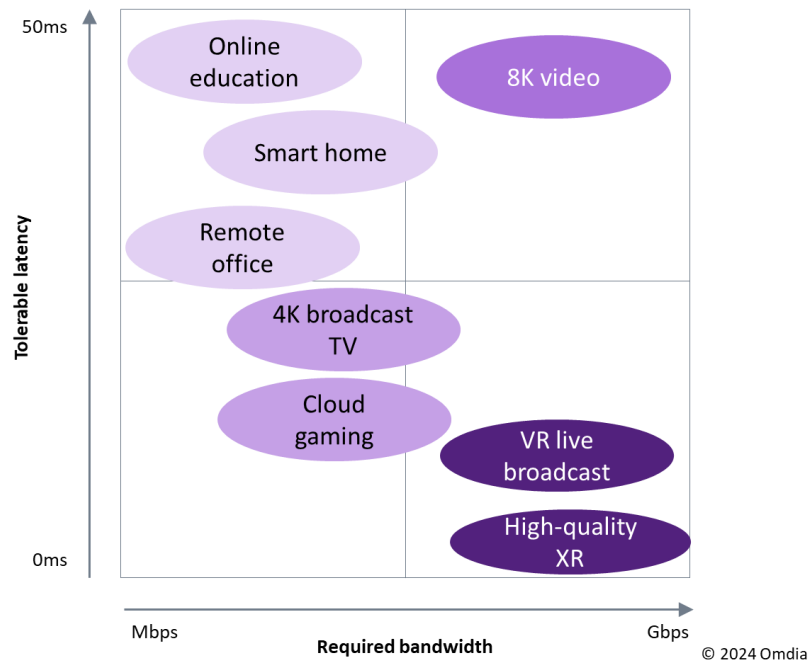 50ms
Online
education
8K video
Smart home
Remote
office
Tolerable latency
4K broadcast
TV
Cloud
gaming
VR live
broadcast
High-quality
XR
0ms
Mbps
Gbps
Required bandwidth
© 2024 Omdia